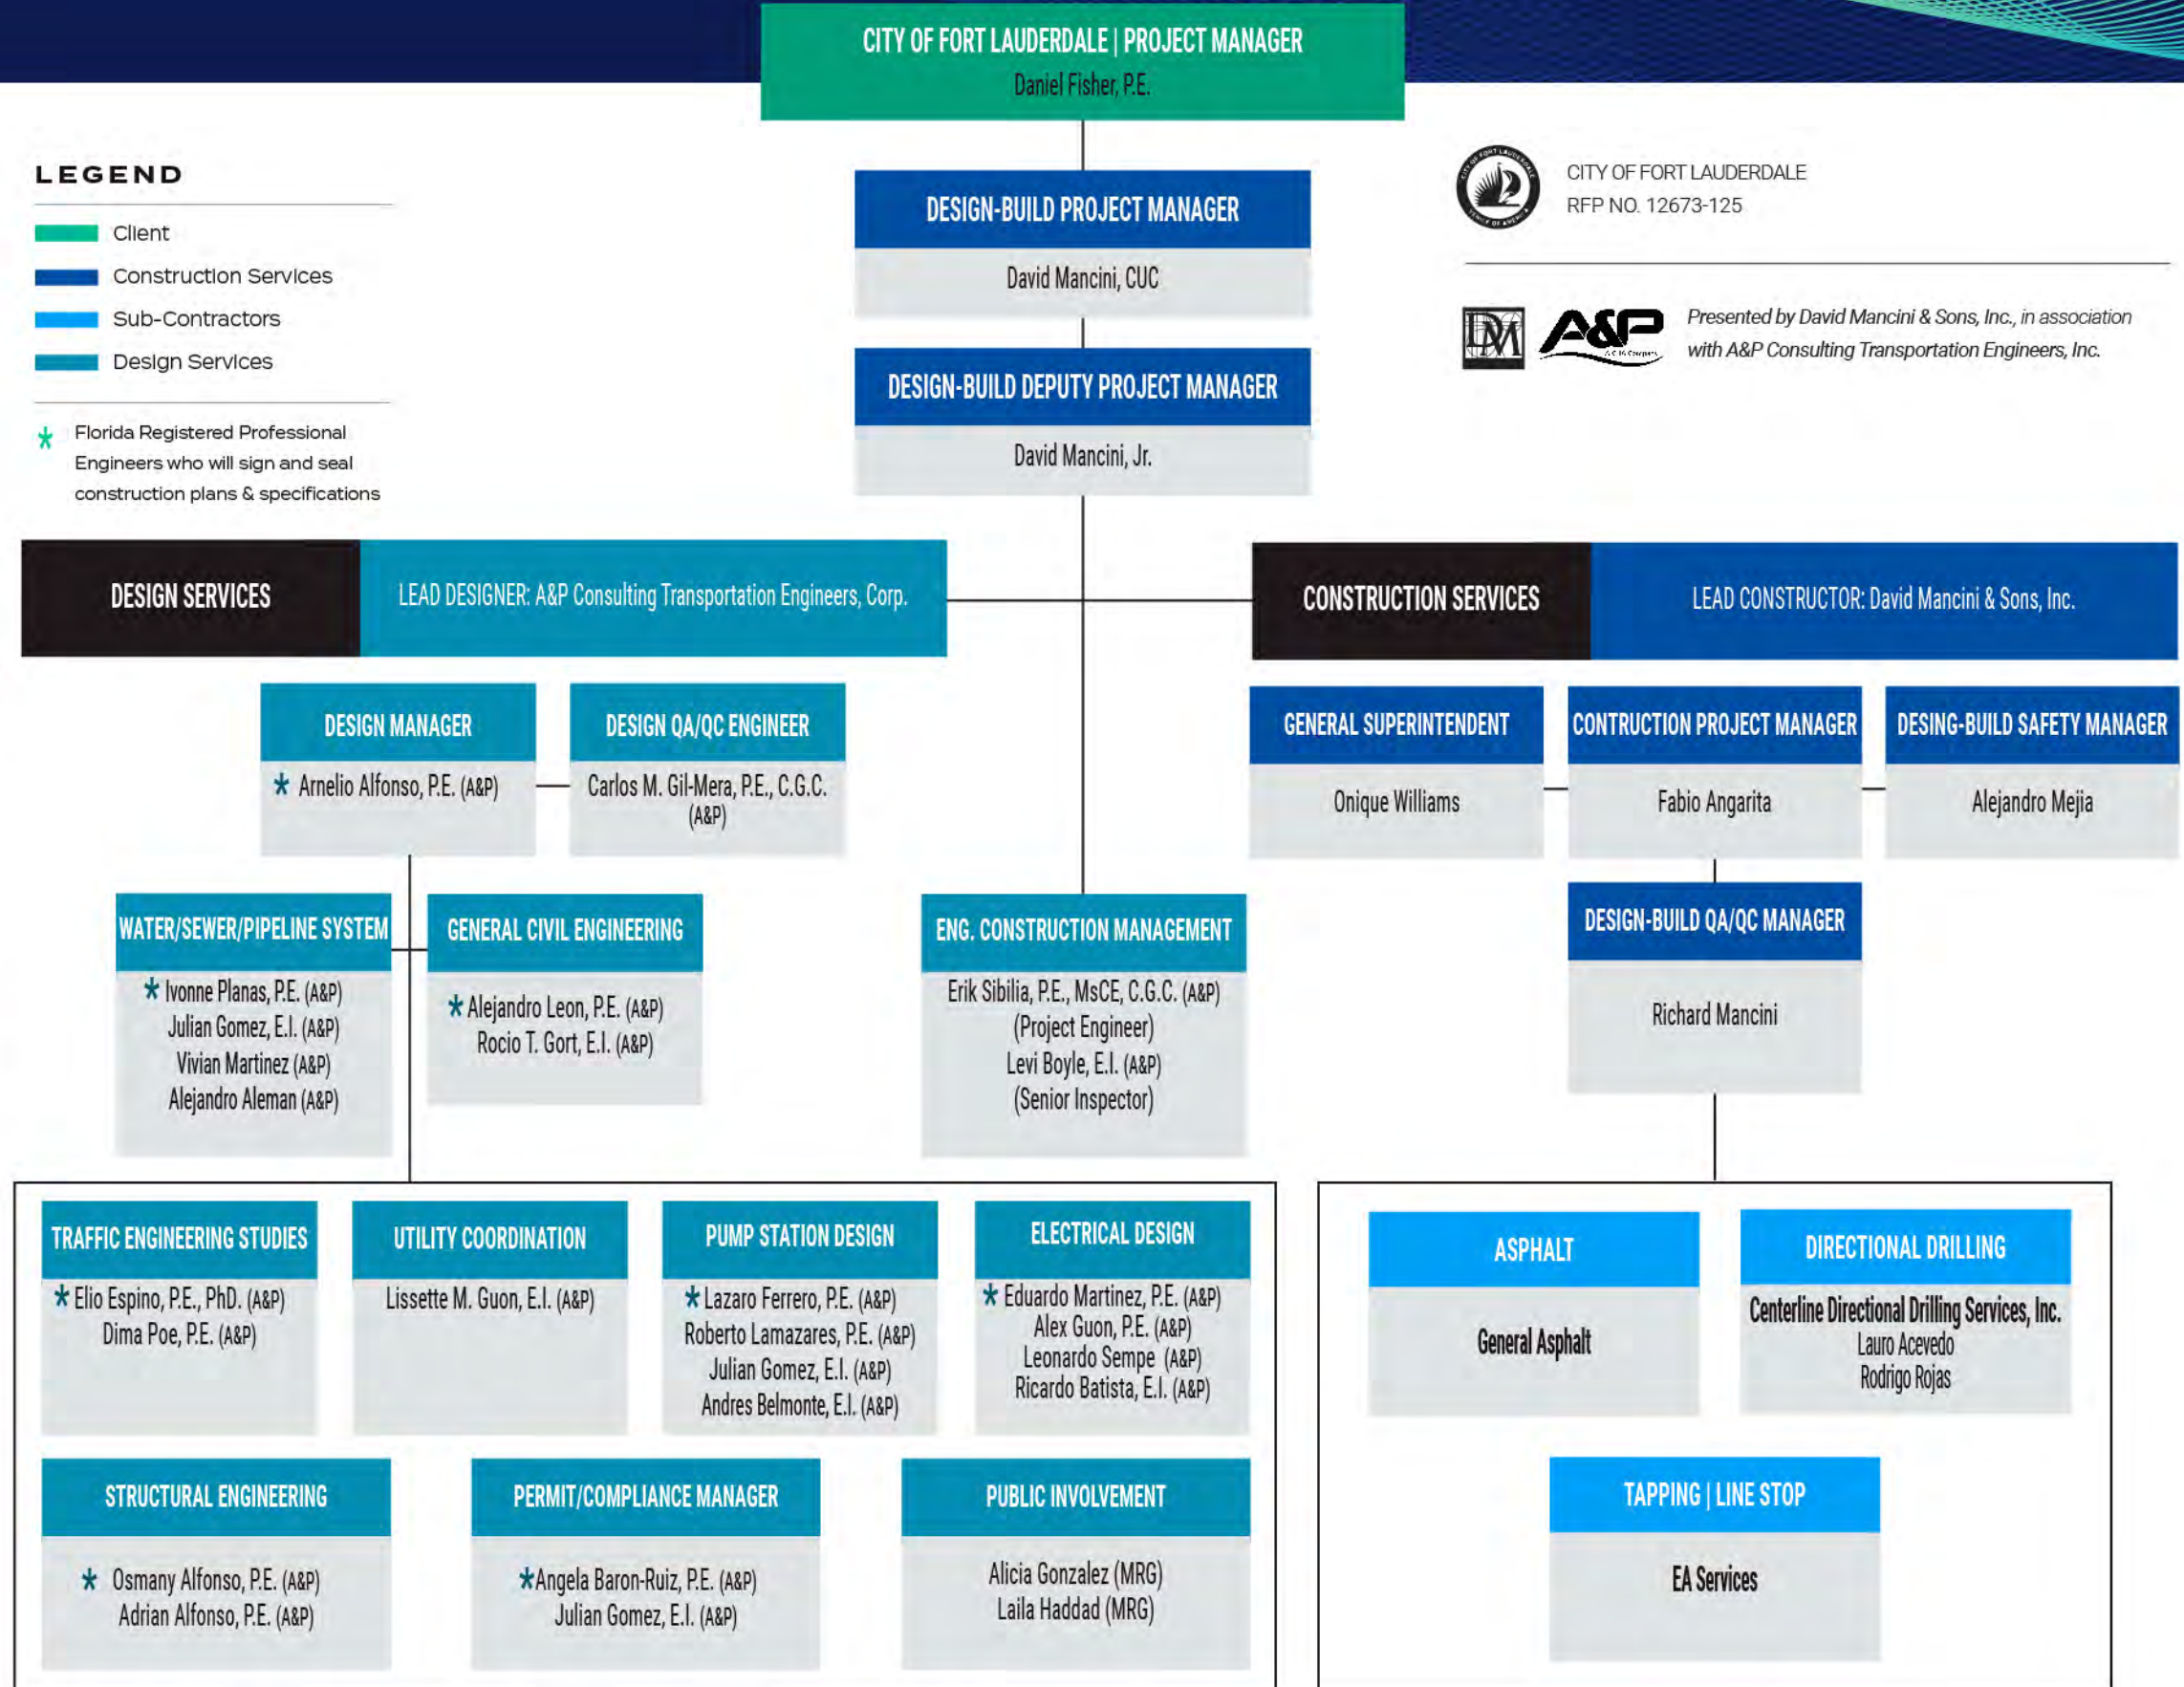 CITY OF FORT LAUDERDALE | PROJECT MANAGER
Daniel Fisher, P.E.
LEGEND
Client
Construction Services
Sub-Contractors
Design Services
* Florida Registered Professional
Engineers who will sign and seal
construction plans & specifications
DESIGN-BUILD PROJECT MANAGER
David Mancini, CUC
DESIGN-BUILD DEPUTY PROJECT MANAGER
David Mancini, Jr.
CITY OF FORT LAUDERDALE
VENICE OF AMERICA
CITY OF FORT LAUDERDALE
RFP NO. 12673-125
DM
A&P
Presented by David Mancini & Sons, Inc., in association
with A&P Consulting Transportation Engineers, Inc.
DESIGN SERVICES
LEAD DESIGNER: A&P Consulting Transportation Engineers, Corp.
CONSTRUCTION SERVICES
LEAD CONSTRUCTOR: David Mancini & Sons, Inc.
DESIGN MANAGER
* Arnelio Alfonso, P.E. (A&P)
DESIGN QA/QC ENGINEER
Carlos M. Gil-Mera, P.E., C.G.C.
(A&P)
GENERAL SUPERINTENDENT
Onique Williams
CONTRUCTION PROJECT MANAGER
Fabio Angarita
DESING-BUILD SAFETY MANAGER
Alejandro Mejia
WATER/SEWER/PIPELINE SYSTEM
* Ivonne Planas, P.E. (A&P)
Julian Gomez, E.I. (A&P)
Vivian Martinez (A&P)
Alejandro Aleman (A&P)
GENERAL CIVIL ENGINEERING
* Alejandro Leon, P.E. (A&P)
Rocio T. Gort, E.I. (A&P)
ENG. CONSTRUCTION MANAGEMENT
Erik Sibilia, P.E., MsCE, C.G.C. (A&P)
(Project Engineer)
Levi Boyle, E.I. (A&P)
(Senior Inspector)
DESIGN-BUILD QA/QC MANAGER
Richard Mancini
TRAFFIC ENGINEERING STUDIES
* Elio Espino, P.E., PhD. (A&P)
Dima Poe, P.E. (A&P)
UTILITY COORDINATION
Lissette M. Guon, E.I. (A&P)
PUMP STATION DESIGN
* Lazaro Ferrero, P.E. (A&P)
Roberto Lamazares, P.E. (A&P)
Julian Gomez, E.I. (A&P)
Andres Belmonte, E.I. (A&P)
ELECTRICAL DESIGN
* Eduardo Martinez, P.E. (A&P)
Alex Guon, P.E. (A&P)
Leonardo Sempe (A&P)
Ricardo Batista, E.I. (A&P)
ASPHALT
General Asphalt
DIRECTIONAL DRILLING
Centerline Directional Drilling Services, Inc.
Lauro Acevedo
Rodrigo Rojas
STRUCTURAL ENGINEERING
* Osmany Alfonso, P.E. (A&P)
Adrian Alfonso, P.E. (A&P)
PERMIT/COMPLIANCE MANAGER
*Angela Baron-Ruiz, P.E. (A&P)
Julian Gomez, E.I. (A&P)
PUBLIC INVOLVEMENT
Alicia Gonzalez (MRG)
Laila Haddad (MRG)
TAPPING | LINE STOP
EA Services